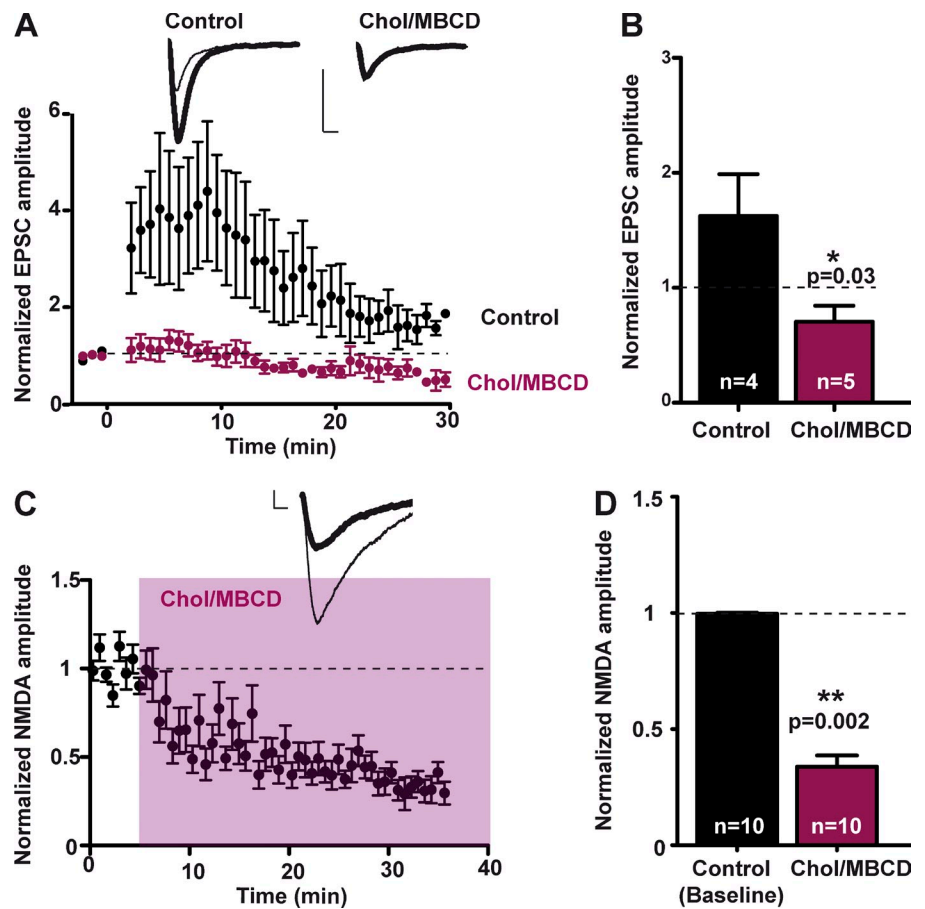 A
Control
Chol/MBCD
Normalized EPSC amplitude
6
4
2
0
0
10
20
30
Time (min)
Control
Chol/MBCD
B
Normalized EPSC amplitude
3
2
1
0
*
p=0.03
n=4
n=5
Control
Chol/MBCD
C
Normalized NMDA amplitude
1.5
1
0.5
0
Chol/MBCD
0
10
20
30
40
Time (min)
D
Normalized NMDA amplitude
1.5
1
0.5
0
**
p=0.002
n=10
n=10
Control
(Baseline)
Chol/MBCD